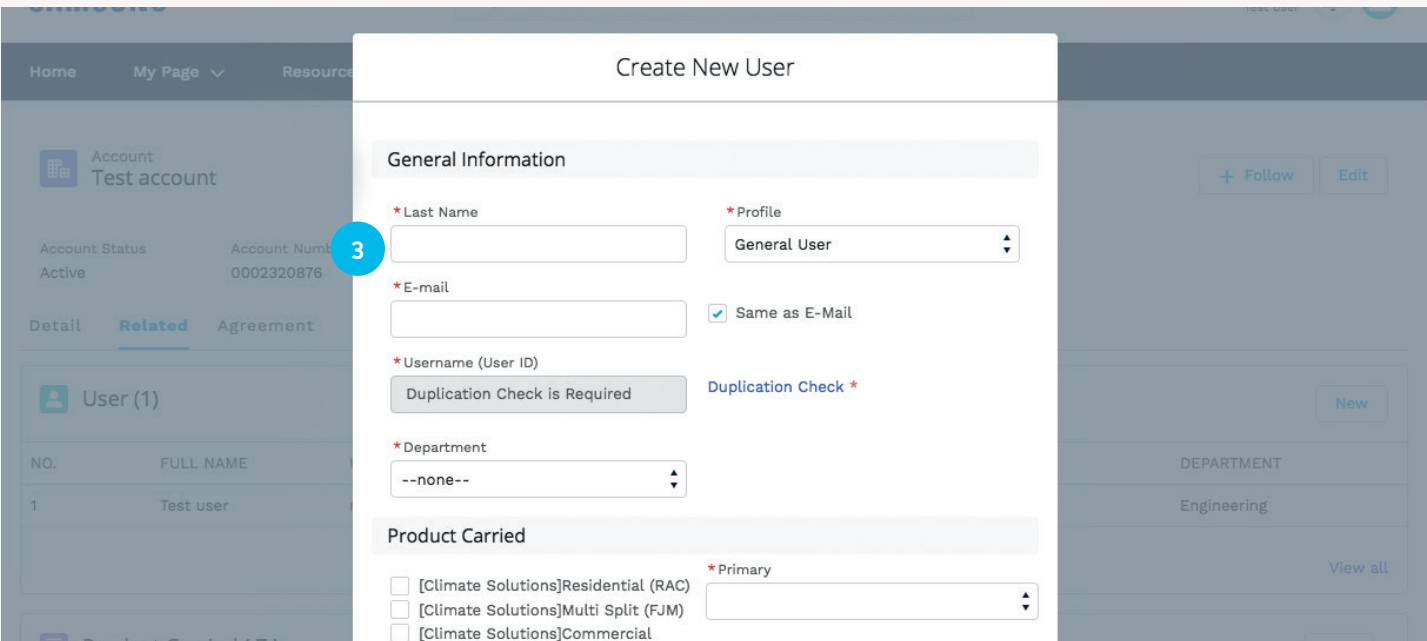 Test user
Home My Page Resource
Create New User
Account
Test account
+ Follow Edit
General Information
*Last Name *Profile
3
General User
Account Status Account Numb
Active 0002320876
*E-mail
Same as E-Mail
Detail Related Agreement
*Username (User ID)
Duplication Check is Required Duplication Check *
User (1) New
*Department
--none--
NO. FULL NAME DEPARTMENT
1 Test user Engineering
Product Carried
*Primary
[Climate Solutions]Residential (RAC)
[Climate Solutions]Multi Split (FJM)
[Climate Solutions]Commercial
View all